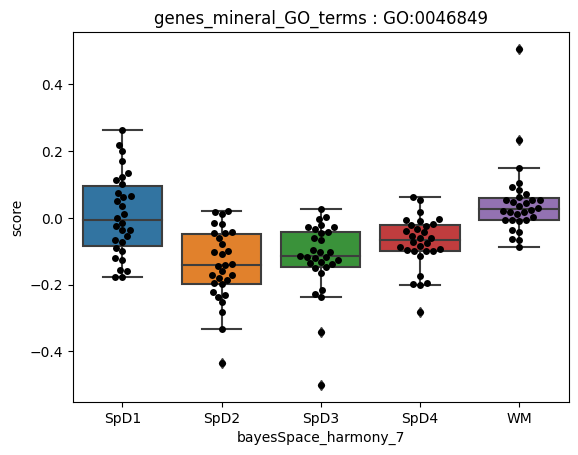 genes_mineral_GO_terms : GO:0046849
score
0.4
0.2
0.0
−0.2
−0.4
SpD1 SpD2 SpD3 SpD4 WM
bayesSpace_harmony_7